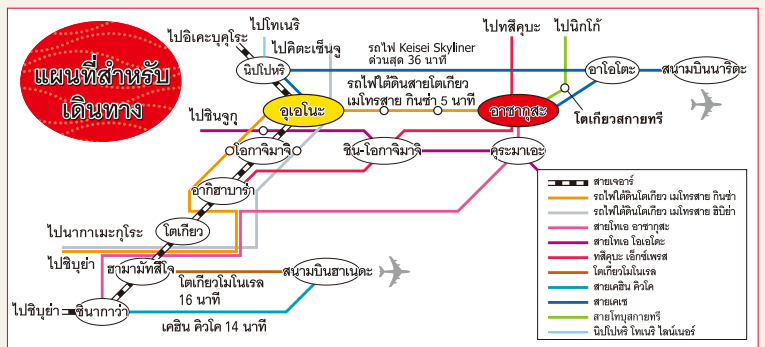 แผนที่สำหรับ
เดินทาง
ไปอิเคะบุคุโระ
ไปโทเนริ
ไปคิตะเซ็นจู
รถไฟ Keisei Skyliner
ด่วนสุด 36 นาที
ไปทสึคุบะ
ไปนิกโก้
นิปโปหริ
อาโอโตะ
สนามบินนาริตะ
รถไฟใต้ดินสายโตเกียว
เมโทรสาย กินซ่า 5 นาที
อุเอโนะ
อาซากุสะ
โตเกียวสกายทรี
ไปชินจูกุ
โอกาจิมาจิ
ชิน-โอกาจิมาจิ
คุระมาเอะ
อากิฮาบาร่า
โตเกียว
ไปนากาเมะกุโระ
ไปชิบุย่า
ฮามามัทสึโจ
สนามบินฮาเนดะ
โตเกียวโมโนเรล
16 นาที
ไปชิบุย่า
ชินากาว่า
เคฮิน คิวโค 14 นาที
สายเจอาร์
รถไฟใต้ดินโตเกียว เมโทรสาย กินซ่า
รถไฟใต้ดินโตเกียว เมโทรสาย ฮิบิย่า
สายโทเอ อาซากุสะ
สายโทเอ โอเอโดะ
ทสึคุบะ เอ็กซ์เพรส
โตเกียวโมโนเรล
สายเคฮิน คิวโค
สายเคเซ
สายโทบุสกายทรี
นิปโปหริ โทเนริ ไลน์เนอร์